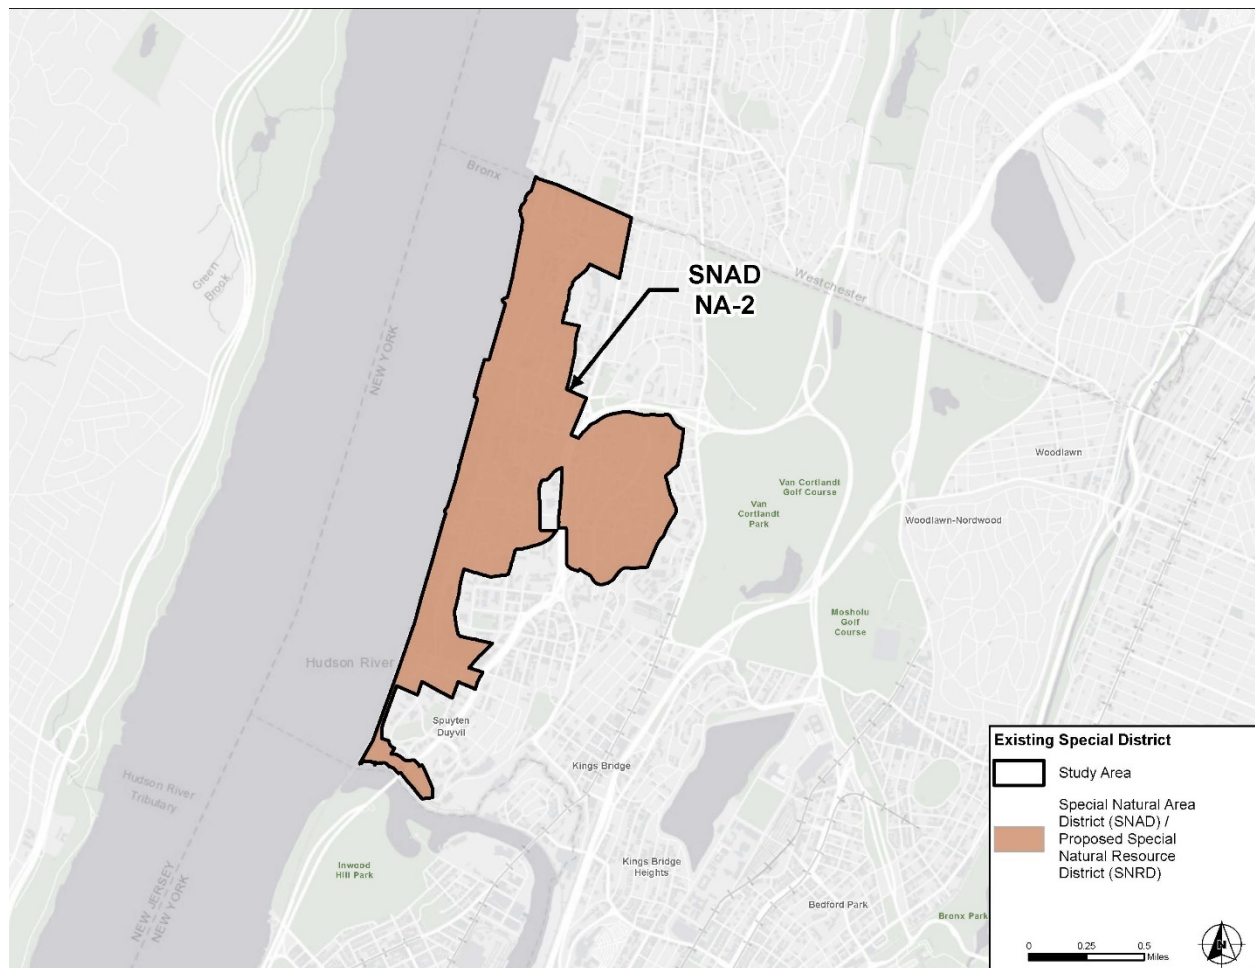 Bronx
Green
Brook
NEW YORK
SNAD
NA-2
Westchester
Woodlawn
Van Cortlandt
Golf Course
Van
Cortlandt
Park
Woodlawn-Nordwood
Mosholu
Golf
Course
Hudson River
Spuyten
Duyvil
Kings Bridge
Hudson River
Tributary
Inwood
Hill Park
Kings Bridge
Heights
Bedford Park
Bronx Park
NEW JERSEY
NEW YORK
Existing Special District
Study Area
Special Natural Area
District (SNAD) /
Proposed Special
Natural Resource
District (SNRD)
0 0.25 0.5
Miles
N